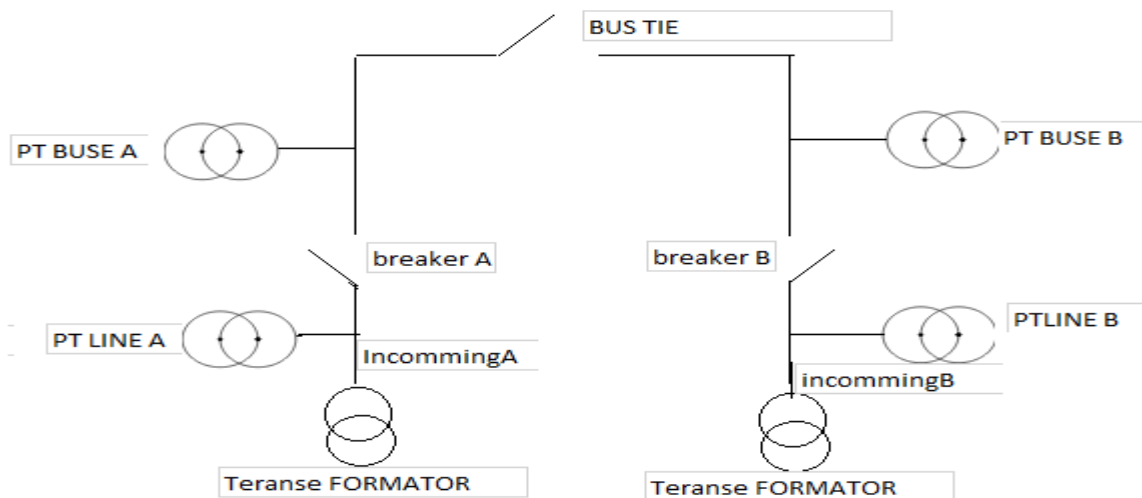 BUS TIE
PT BUSE A
PT BUSE B
breaker A
breaker B
PT LINE A
PTLINE B
IncommingA
incommingB
Teranse FORMATOR
Teranse FORMATOR